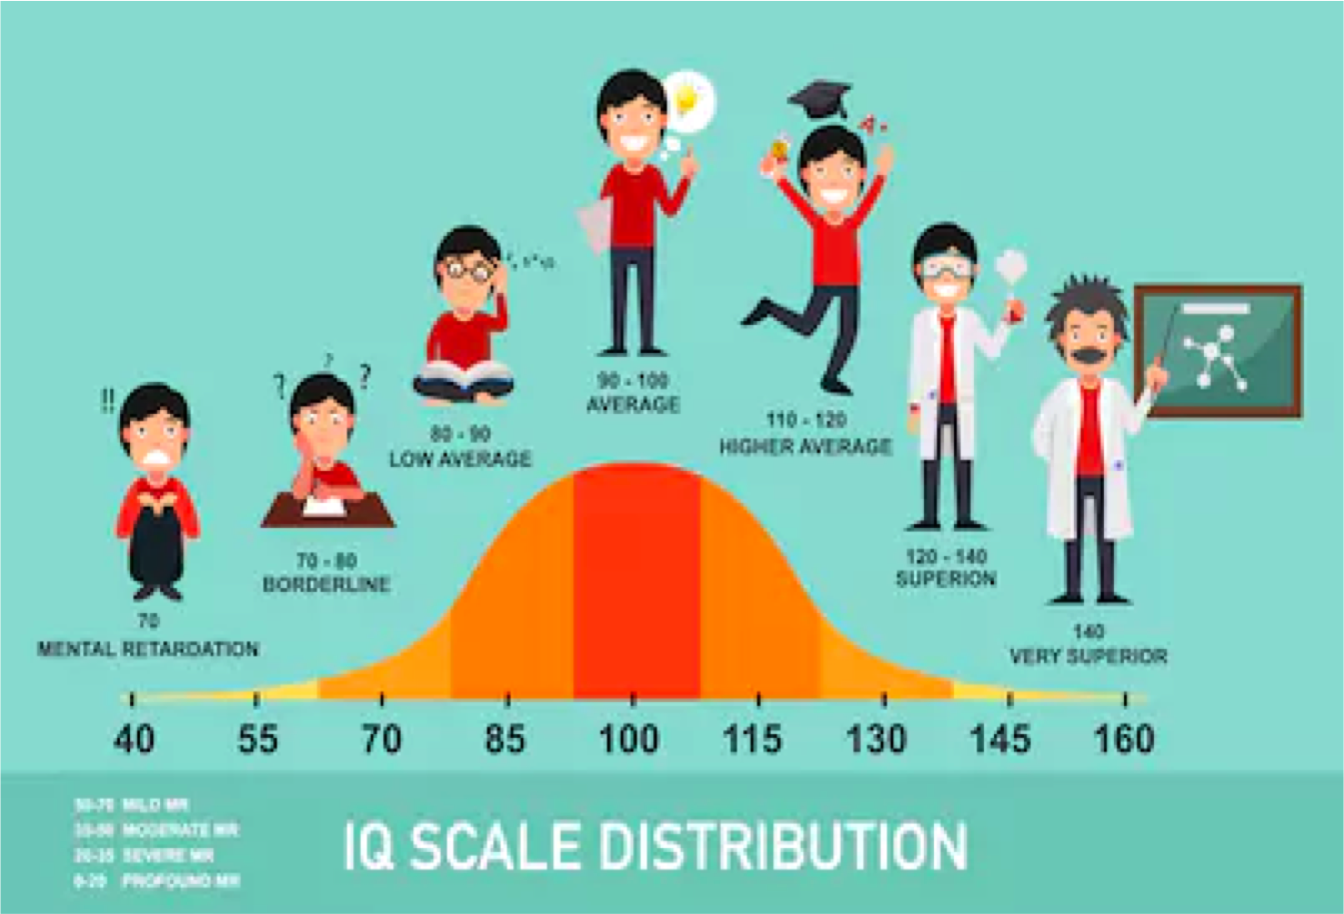 !!
? ? ?
A+
90 - 100
AVERAGE
110 - 120
HIGHER AVERAGE
80 - 90
LOW AVERAGE
70 - 80
BORDERLINE
120 - 140
SUPERION
70
MENTAL RETARDATION
140
VERY SUPERIOR
40 55 70 85 100 115 130 145 160
50-70 MILD MR
35-50 MODERATE MR
20-35 SEVERE MR
0-20 PROFOUND MR
IQ SCALE DISTRIBUTION